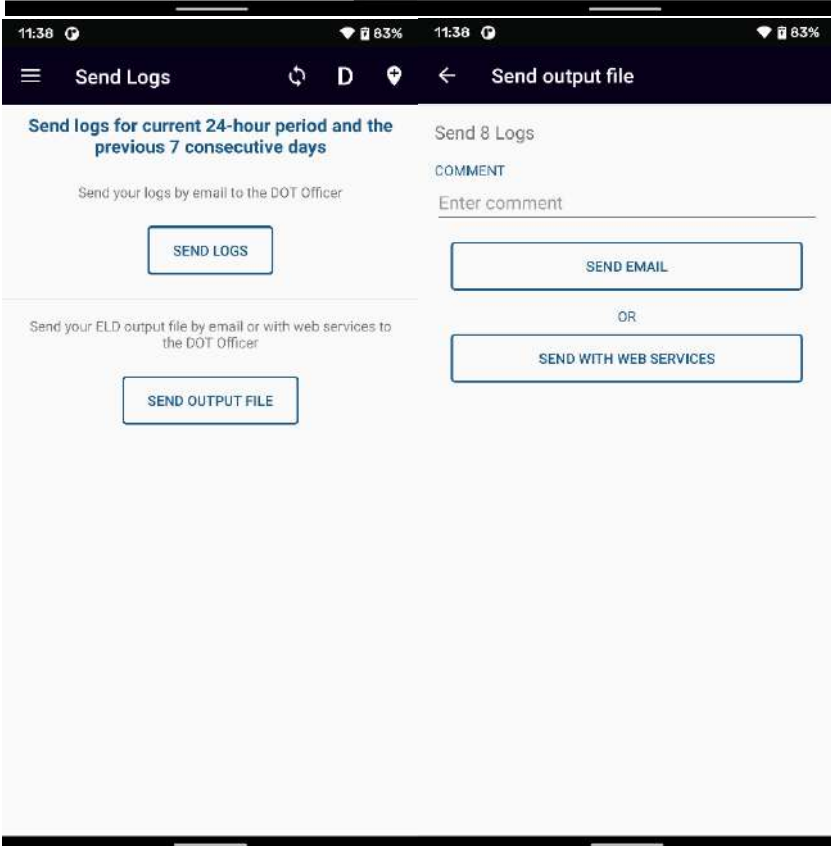 11:38 83%
Send Logs D
Send logs for current 24-hour period and the
previous 7 consecutive days
Send your logs by email to the DOT Officer
SEND LOGS
Send your ELD output file by email or with web services to
the DOT Officer
SEND OUTPUT FILE
11:38 83%
Send output file
Send 8 Logs
COMMENT
Enter comment
SEND EMAIL
OR
SEND WITH WEB SERVICES